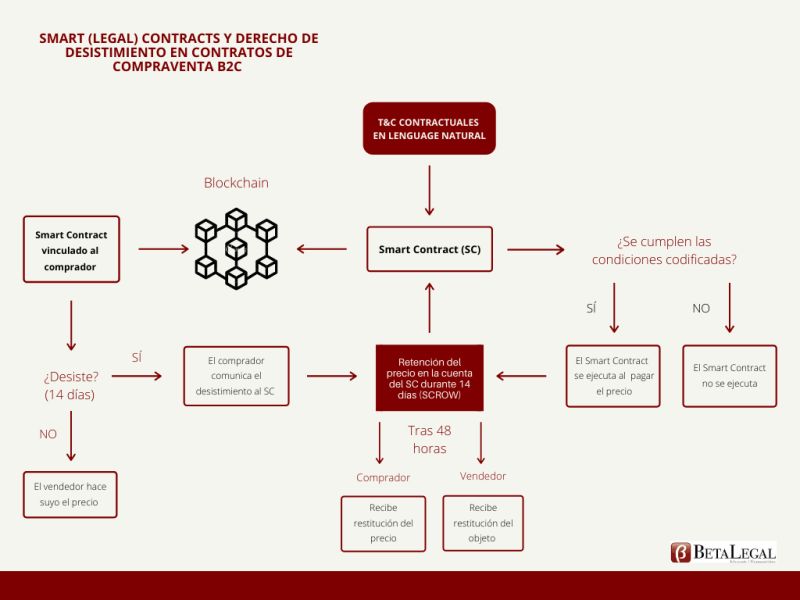 SMART (LEGAL) CONTRACTS Y DERECHO DE
DESISTIMIENTO EN CONTRATOS DE
COMPRAVENTA B2C
T&C CONTRACTUALES
EN LENGUAGE NATURAL
Blockchain
Smart Contract
vinculado al
comprador
Smart Contract (SC)
¿Se cumplen las
condiciones codificadas?
SÍ
NO
¿Desiste?
(14 días)
SÍ
El comprador
comunica el
desistimiento al SC
Retención del
precio en la cuenta
del SC durante 14
días (SCROW)
El Smart Contract
se ejecuta al pagar
el precio
El Smart Contract
no se ejecuta
NO
El vendedor hace
suyo el precio
Tras 48
horas
Comprador
Vendedor
Recibe
restitución del
precio
Recibe
restitución del
objeto
β BETALEGAL